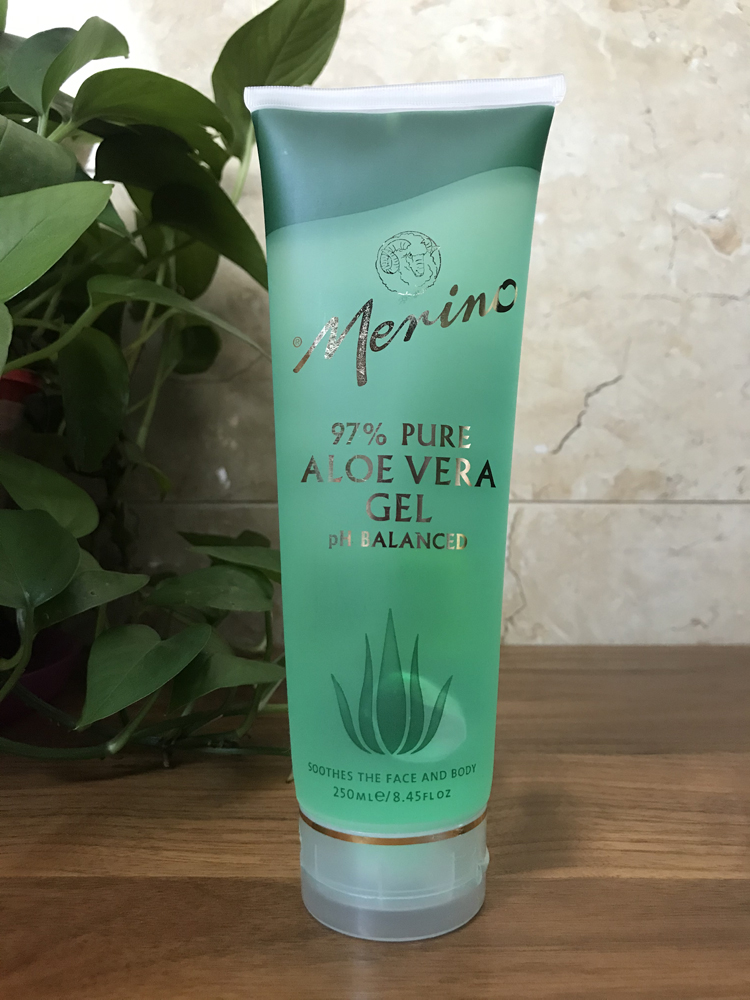 ® Merino
97% PURE
ALOE VERA
GEL
pH BALANCED
SOOTHES THE FACE AND BODY
250ML℮/8.45FL OZ